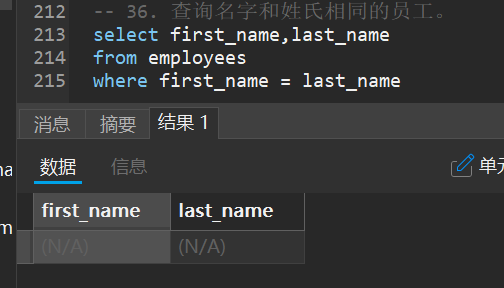 212 -- 36. 查询名字和姓氏相同的员工。
213 select first_name,last_name
214 from employees
215 where first_name = last_name
消息 摘要 结果 1
数据 信息 单元
first_name last_name
(N/A) (N/A)